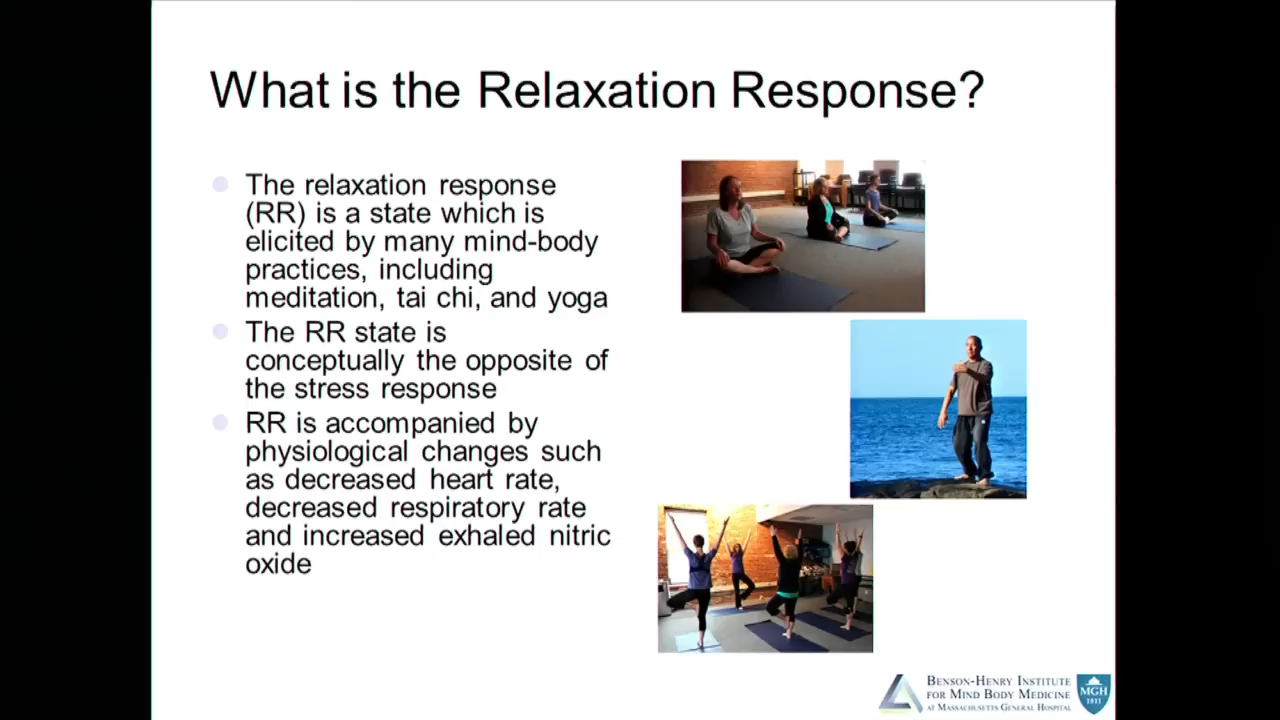 What is the Relaxation Response?
The relaxation response
(RR) is a state which is
elicited by many mind-body
practices, including
meditation, tai chi, and yoga
The RR state is
conceptually the opposite of
the stress response
RR is accompanied by
physiological changes such
as decreased heart rate,
decreased respiratory rate
and increased exhaled nitric
oxide
BENSON-HENRY INSTITUTE
FOR MIND BODY MEDICINE
AT MASSACHUSETTS GENERAL HOSPITAL
MGH
1811